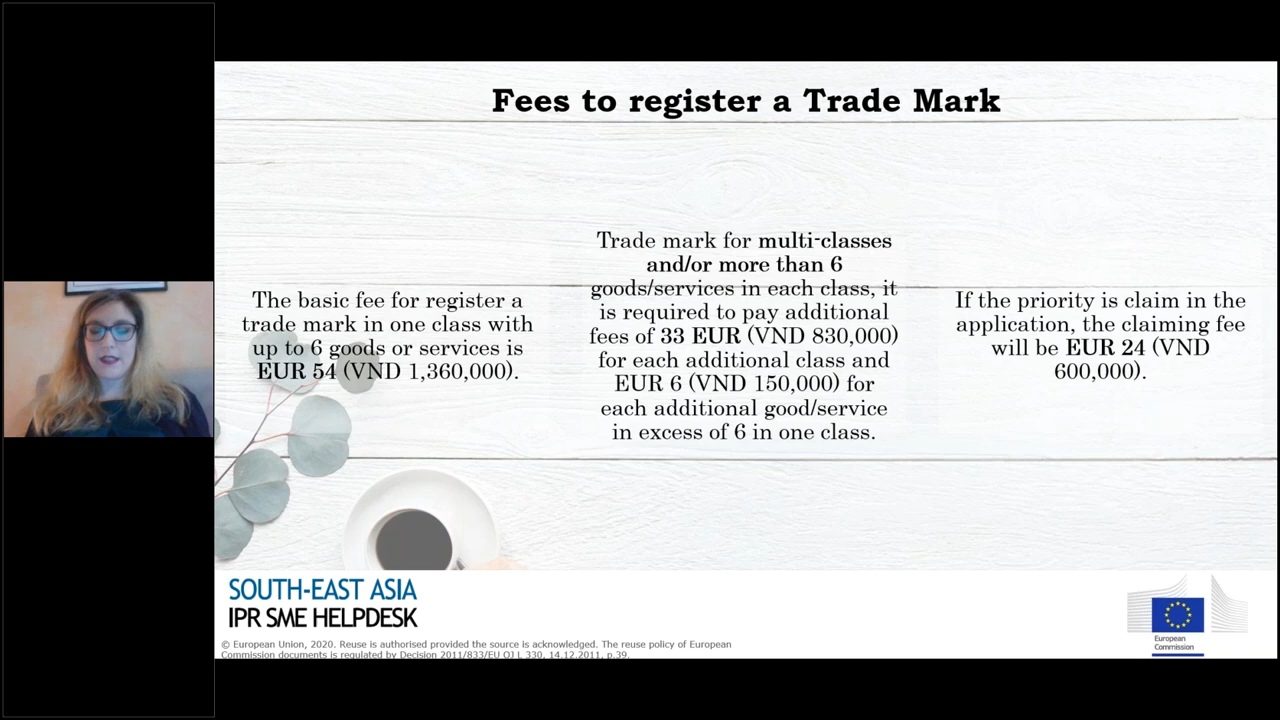 Fees to register a Trade Mark
The basic fee for register a
trade mark in one class with
up to 6 goods or services is
EUR 54 (VND 1,360,000).
Trade mark for multi-classes
and/or more than 6
goods/services in each class, it
is required to pay additional
fees of 33 EUR (VND 830,000)
for each additional class and
EUR 6 (VND 150,000) for
each additional good/service
in excess of 6 in one class.
If the priority is claim in the
application, the claiming fee
will be EUR 24 (VND
600,000).
SOUTH-EAST ASIA
IPR SME HELPDESK
European
Commission
© European Union, 2020. Reuse is authorised provided the source is acknowledged. The reuse policy of European
Commission documents is regulated by Decision 2011/833/EU OJ L 330, 14.12.2011, p.39.